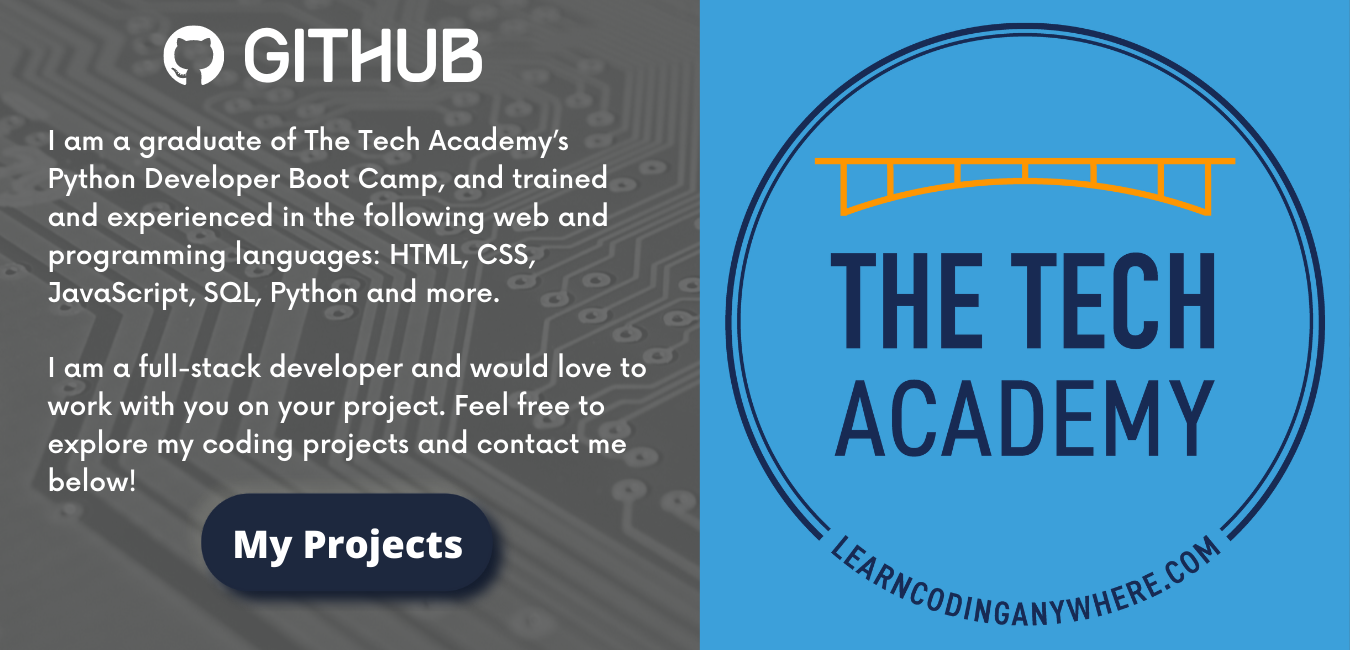 GITHUB
I am a graduate of The Tech Academy’s
Python Developer Boot Camp, and trained
and experienced in the following web and
programming languages: HTML, CSS,
JavaScript, SQL, Python and more.
I am a full-stack developer and would love to
work with you on your project. Feel free to
explore my coding projects and contact me
below!
My Projects
THE TECH
ACADEMY
LEARNCODINGANYWHERE.COM